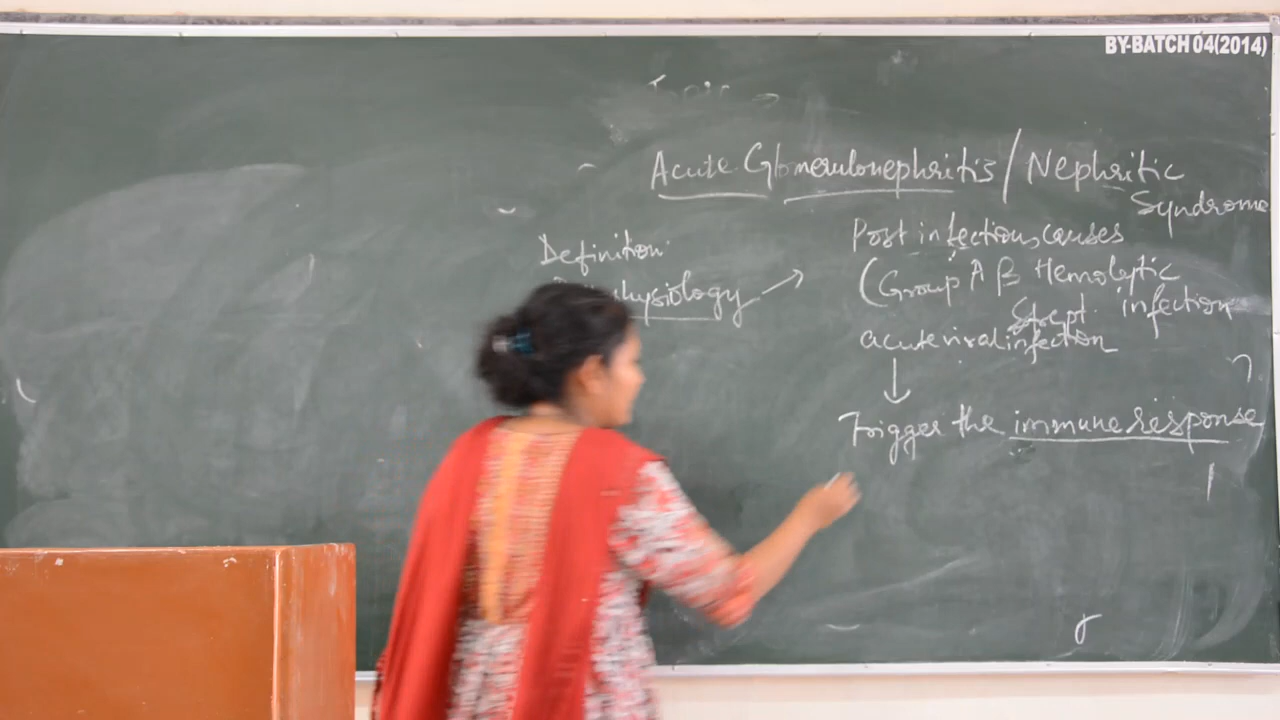 BY-BATCH 04(2014)
Acute Glomerulonephritis/Nephritic
Syndrome
Definition
physiology →
Post infections, causes
(Group A β Hemolytic
Strept. infection
acute viral infection
↓
Trigger the immune response